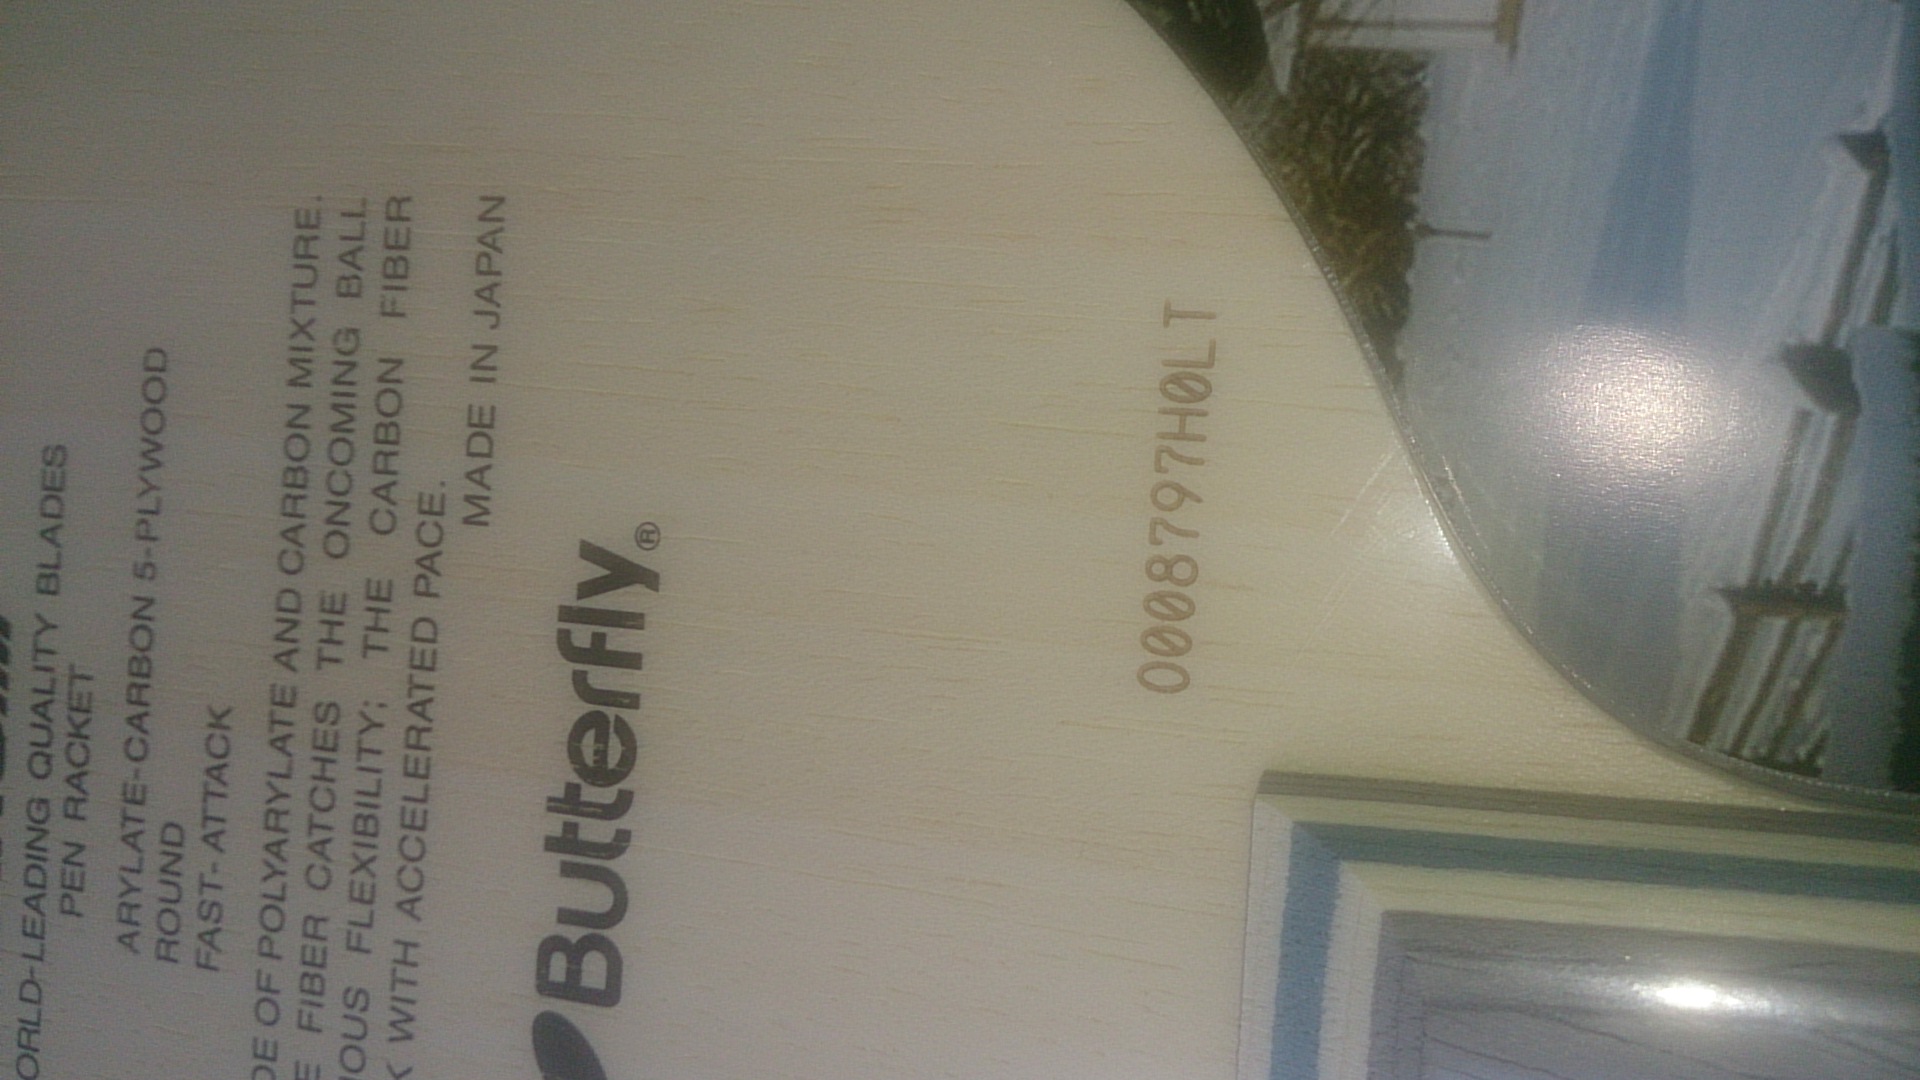 ORLD-LEADING QUALITY BLADES
PEN RACKET
ARYLATE-CARBON 5-PLYWOOD
ROUND
FAST-ATTACK
DE OF POLYARYLATE AND CARBON MIXTURE.
E FIBER CATCHES THE ONCOMING BALL
IOUS FLEXIBILITY; THE CARBON FIBER
K WITH ACCELERATED PACE.
MADE IN JAPAN
Butterfly®
O008797H0LT